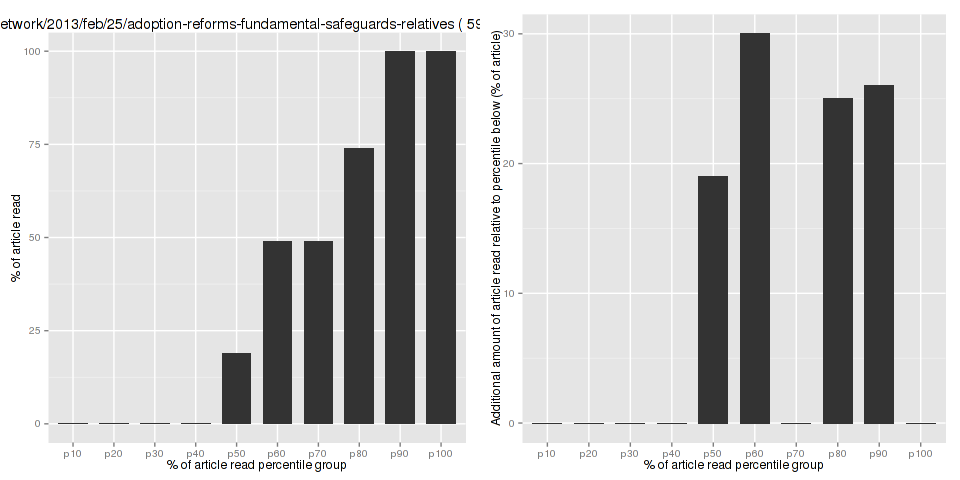 etwork/2013/feb/25/adoption-reforms-fundamental-safeguards-relatives ( 59
% of article read
100
75
50
25
0
p10 p20 p30 p40 p50 p60 p70 p80 p90 p100
% of article read percentile group
Additional amount of article read relative to percentile below (% of article)
30
20
10
0
p10 p20 p30 p40 p50 p60 p70 p80 p90 p100
% of article read percentile group